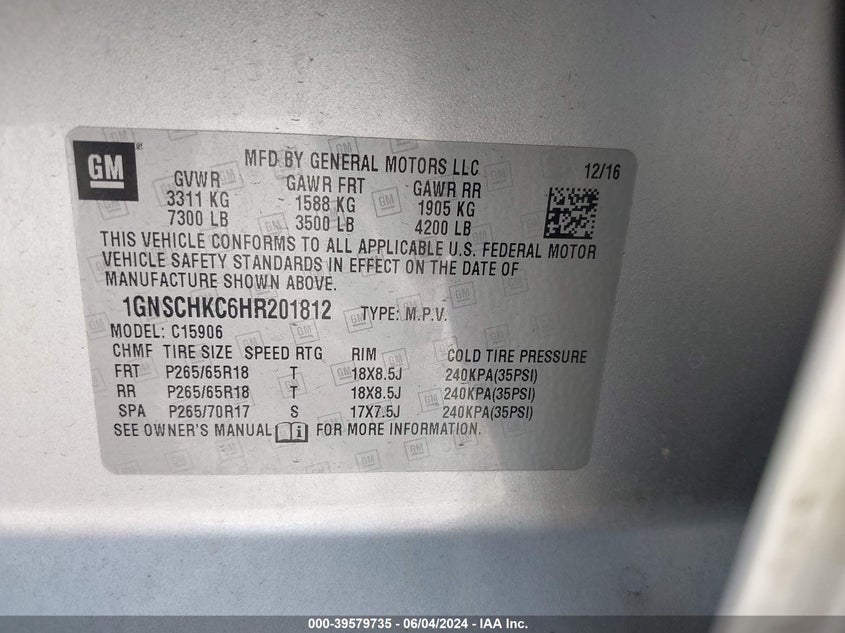 GM
MFD BY GENERAL MOTORS LLC 12/16
GVWR GAWR FRT GAWR RR
3311 KG 1588 KG 1905 KG
7300 LB 3500 LB 4200 LB
THIS VEHICLE CONFORMS TO ALL APPLICABLE U.S. FEDERAL MOTOR
VEHICLE SAFETY STANDARDS IN EFFECT ON THE DATE OF
MANUFACTURE SHOWN ABOVE.
1GNSCHKC6HR201812 TYPE: M.P.V.
MODEL: C15906
CHMF TIRE SIZE SPEED RTG RIM COLD TIRE PRESSURE
FRT P265/65R18 T 18X8.5J 240KPA(35PSI)
RR P265/65R18 T 18X8.5J 240KPA(35PSI)
SPA P265/70R17 S 17X7.5J 240KPA(35PSI)
SEE OWNER'S MANUAL FOR MORE INFORMATION.
000-39579735 - 06/04/2024 - IAA Inc.